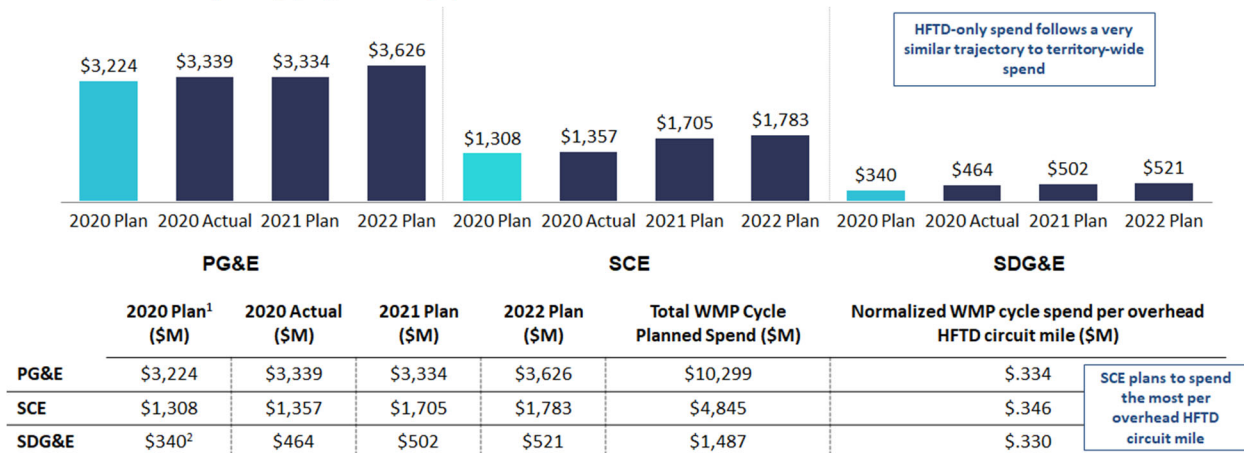 HFTD-only spend follows a very
similar trajectory to territory-wide
spend
$3,224 $3,339 $3,334 $3,626
$1,308 $1,357 $1,705 $1,783
$340 $464 $502 $521
2020 Plan 2020 Actual 2021 Plan 2022 Plan 2020 Plan 2020 Actual 2021 Plan 2022 Plan 2020 Plan 2020 Actual 2021 Plan 2022 Plan
PG&E SCE SDG&E
2020 Plan¹ 2020 Actual 2021 Plan 2022 Plan Total WMP Cycle Normalized WMP cycle spend per overhead
($M) ($M) ($M) ($M) Planned Spend ($M) HFTD circuit mile ($M)
PG&E $3,224 $3,339 $3,334 $3,626 $10,299 $.334
SCE $1,308 $1,357 $1,705 $1,783 $4,845 $.346
SDG&E $340² $464 $502 $521 $1,487 $.330
SCE plans to spend
the most per
overhead HFTD
circuit mile